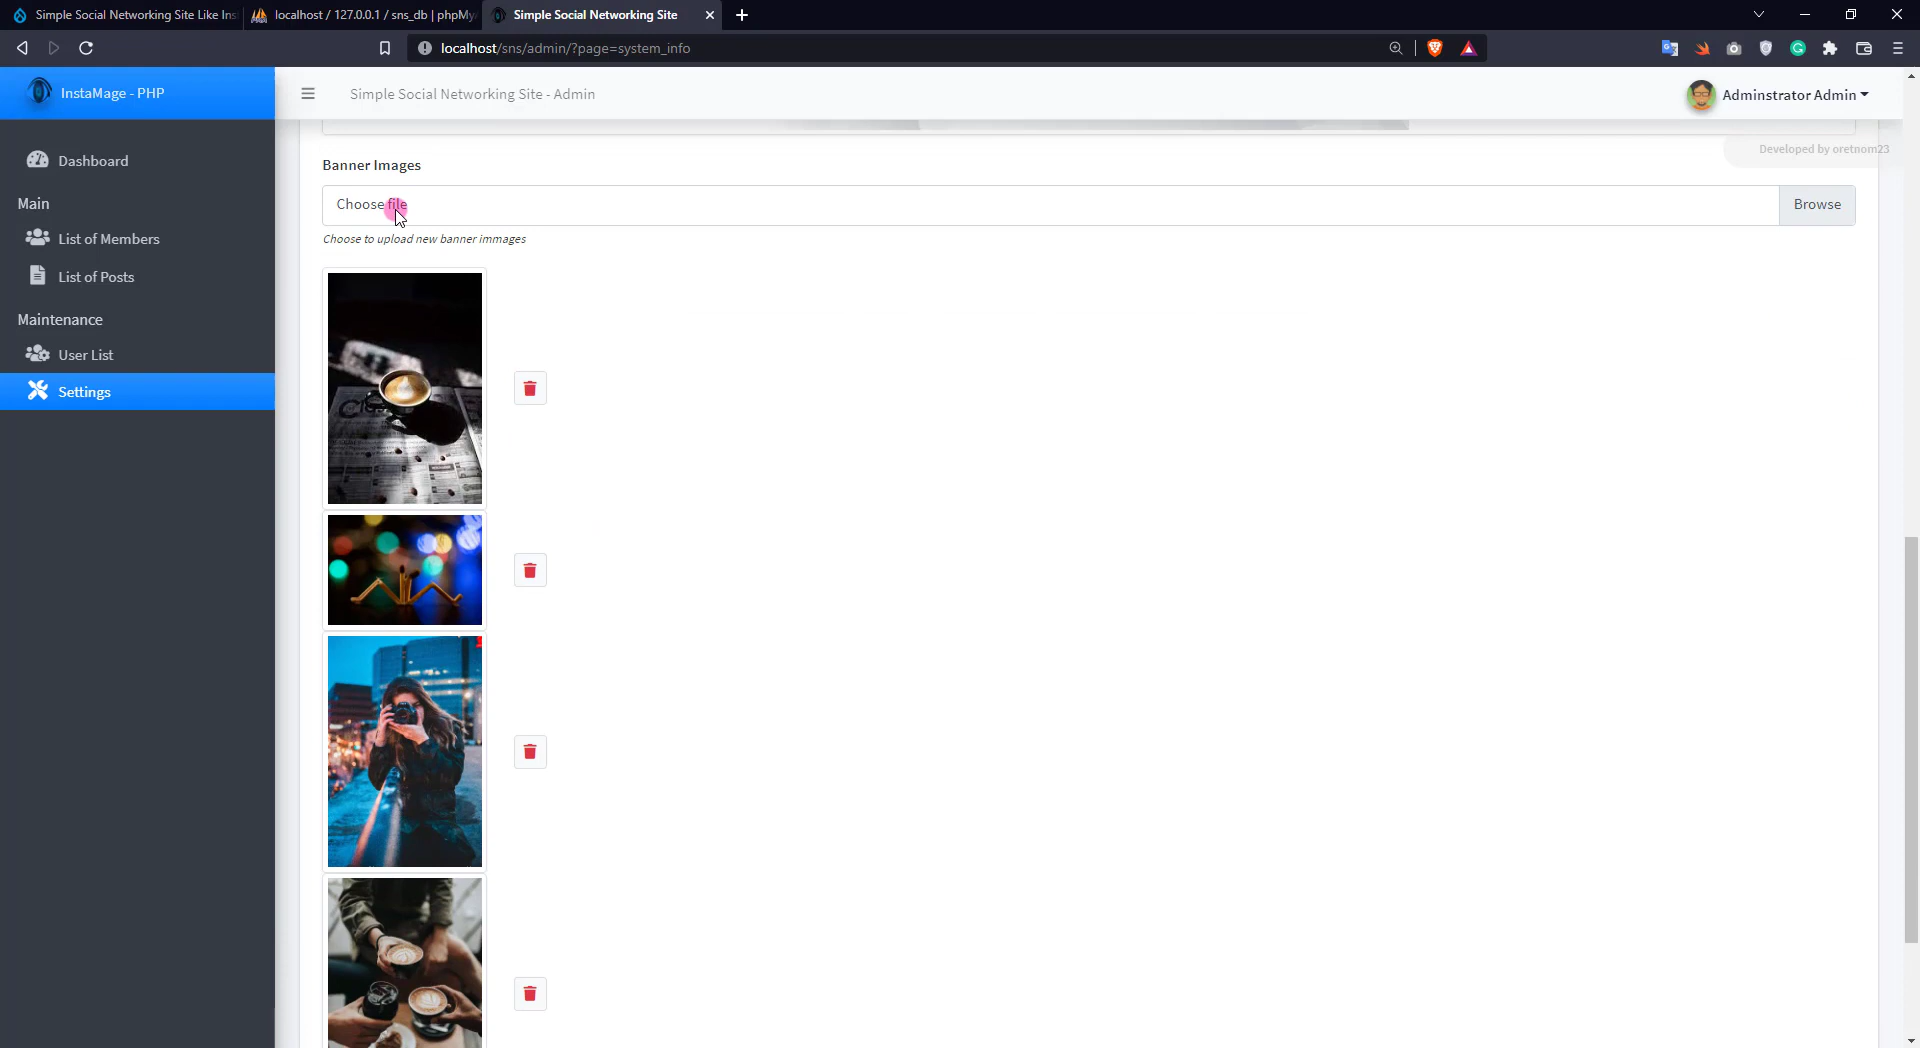 Simple Social Networking Site Like Ins
localhost / 127.0.0.1 / sns_db | phpMy
Simple Social Networking Site
localhost/sns/admin/?page=system_info
InstaMage - PHP
Simple Social Networking Site - Admin
Adminstrator Admin
Developed by oretnom23
Dashboard
Main
List of Members
List of Posts
Maintenance
User List
Settings
Banner Images
Choose file
Browse
Choose to upload new banner immages